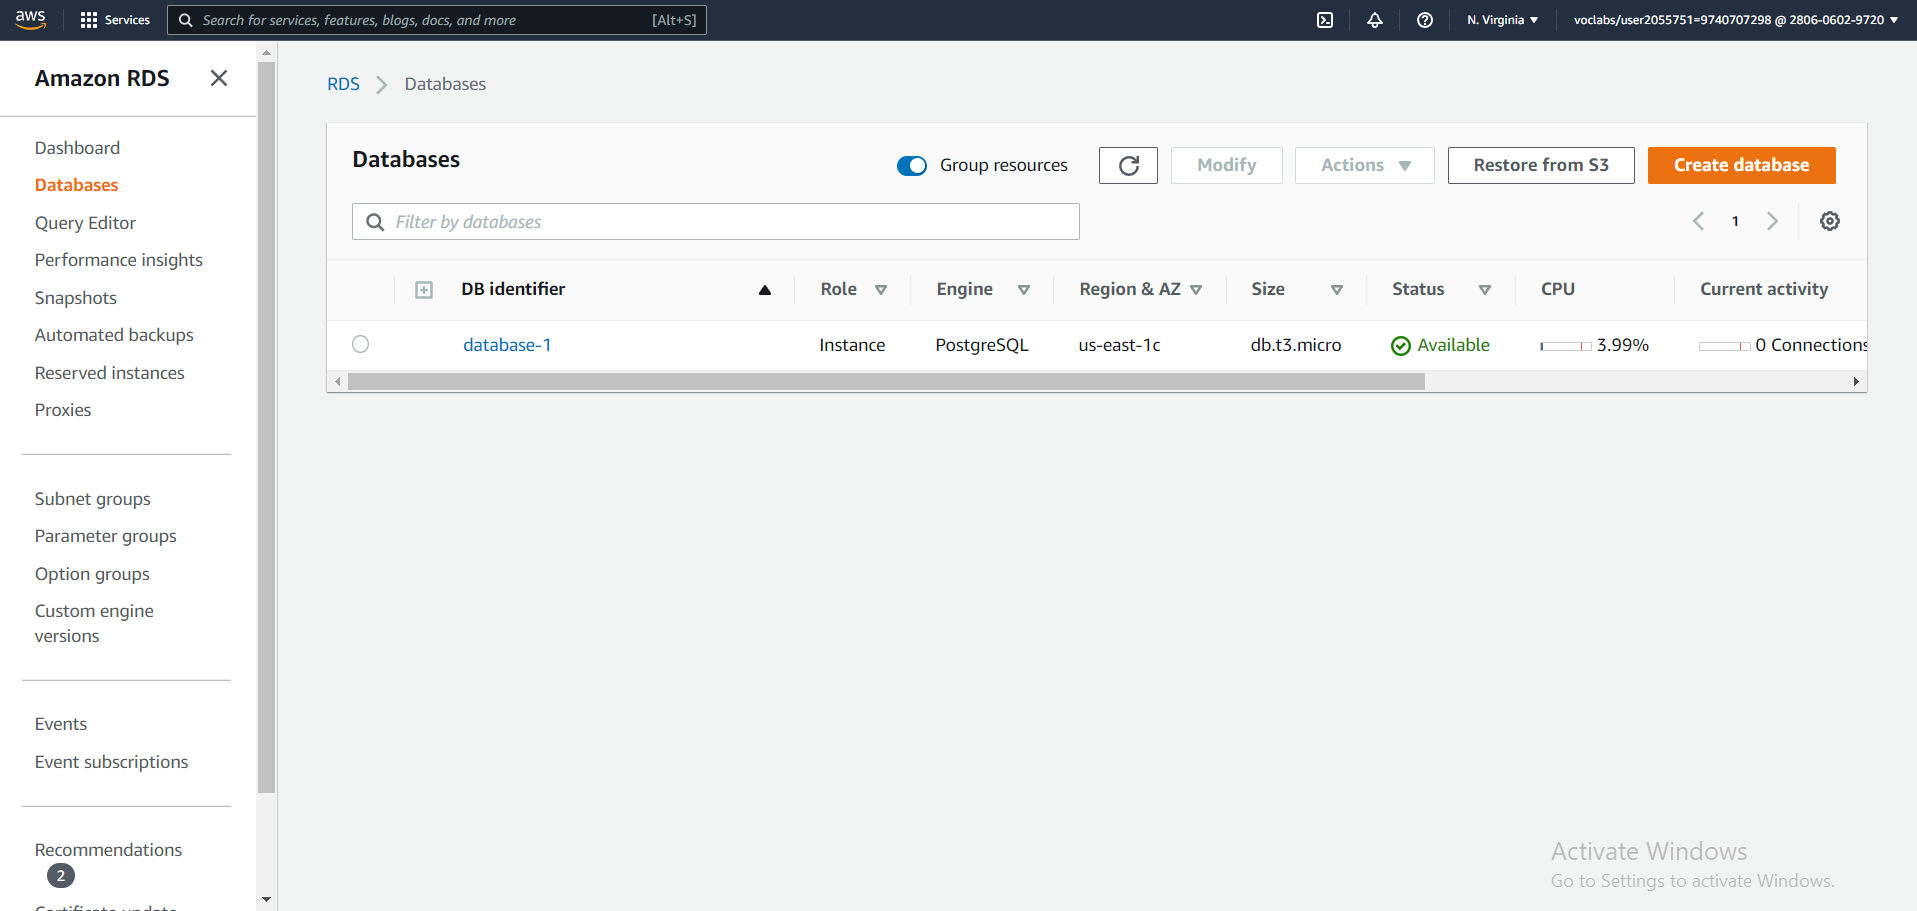 aws
Services
Search for services, features, blogs, docs, and more
[Alt+S]
N. Virginia
voclabs/user2055751=9740707298 @ 2806-0602-9720
Amazon RDS
Dashboard
Databases
Query Editor
Performance insights
Snapshots
Automated backups
Reserved instances
Proxies
Subnet groups
Parameter groups
Option groups
Custom engine
versions
Events
Event subscriptions
Recommendations
2
Certificate update
RDS
Databases
Databases
Group resources
Modify
Actions
Restore from S3
Create database
Filter by databases
1
DB identifier
Role
Engine
Region & AZ
Size
Status
CPU
Current activity
database-1
Instance
PostgreSQL
us-east-1c
db.t3.micro
Available
3.99%
0 Connections
Activate Windows
Go to Settings to activate Windows.